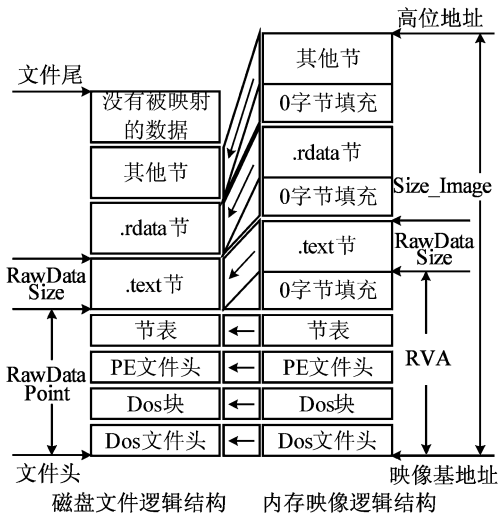 高位地址
文件尾
没有被映射
的数据
其他节
.rdata节
RawData
Size
.text节
节表
PE文件头
RawData
Point
Dos块
Dos文件头
文件头
磁盘文件逻辑结构
其他节
0字节填充
.rdata节
0字节填充
Size_Image
.text节
RawData
Size
0字节填充
节表
RVA
PE文件头
Dos块
Dos文件头
映像基地址
内存映像逻辑结构